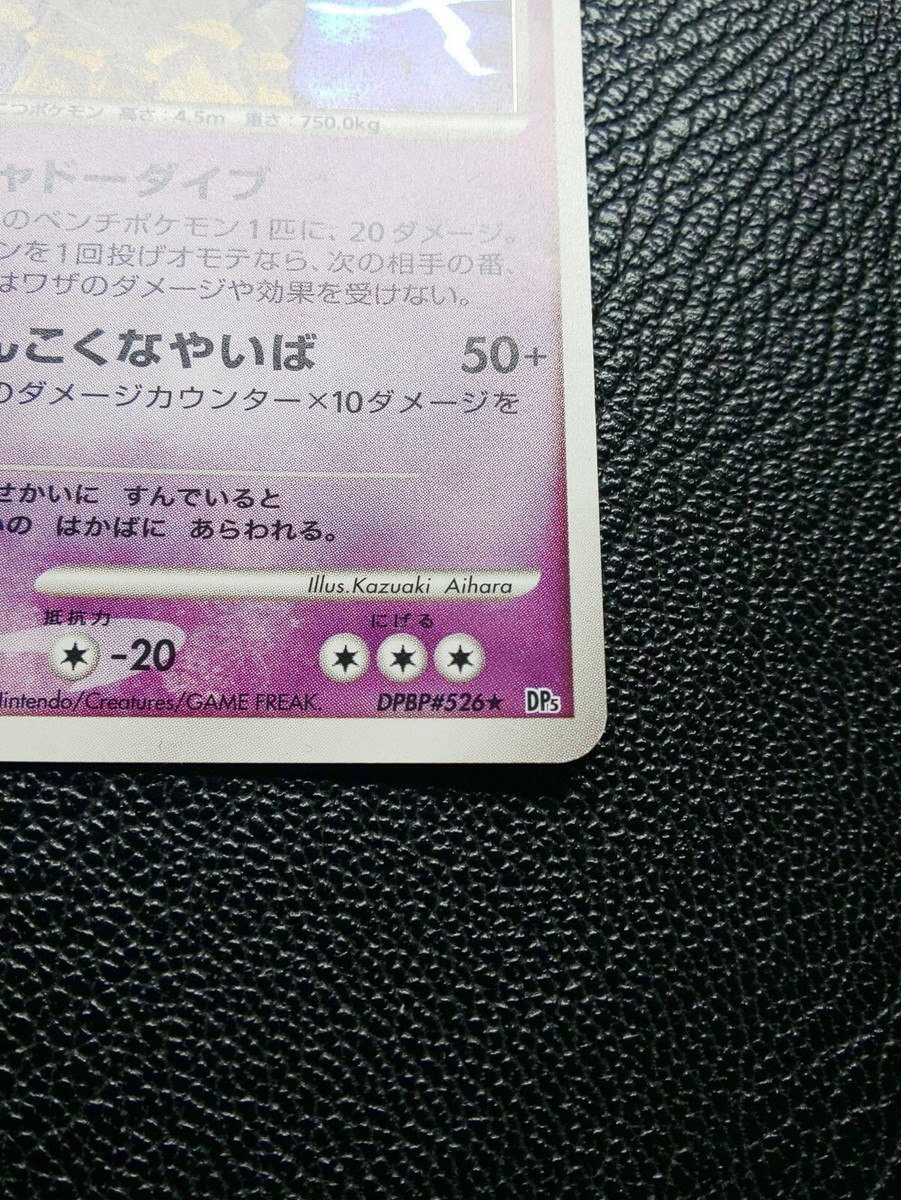 つポケモン 高さ：4.5m 重さ：750.0kg
ャドーダイブ
のベンチポケモン1匹に、20ダメージ。
ンを1回投げオモテなら、次の相手の番、
はワザのダメージや効果を受けない。
んこくなやいば 50+
のダメージカウンター×10ダメージを
せかいに すんでいると
いの はかばに あらわれる。
Illus.Kazuaki Aihara
抵抗力 にげる
-20
Nintendo/Creatures/GAME FREAK. DPBP#526★ DP5